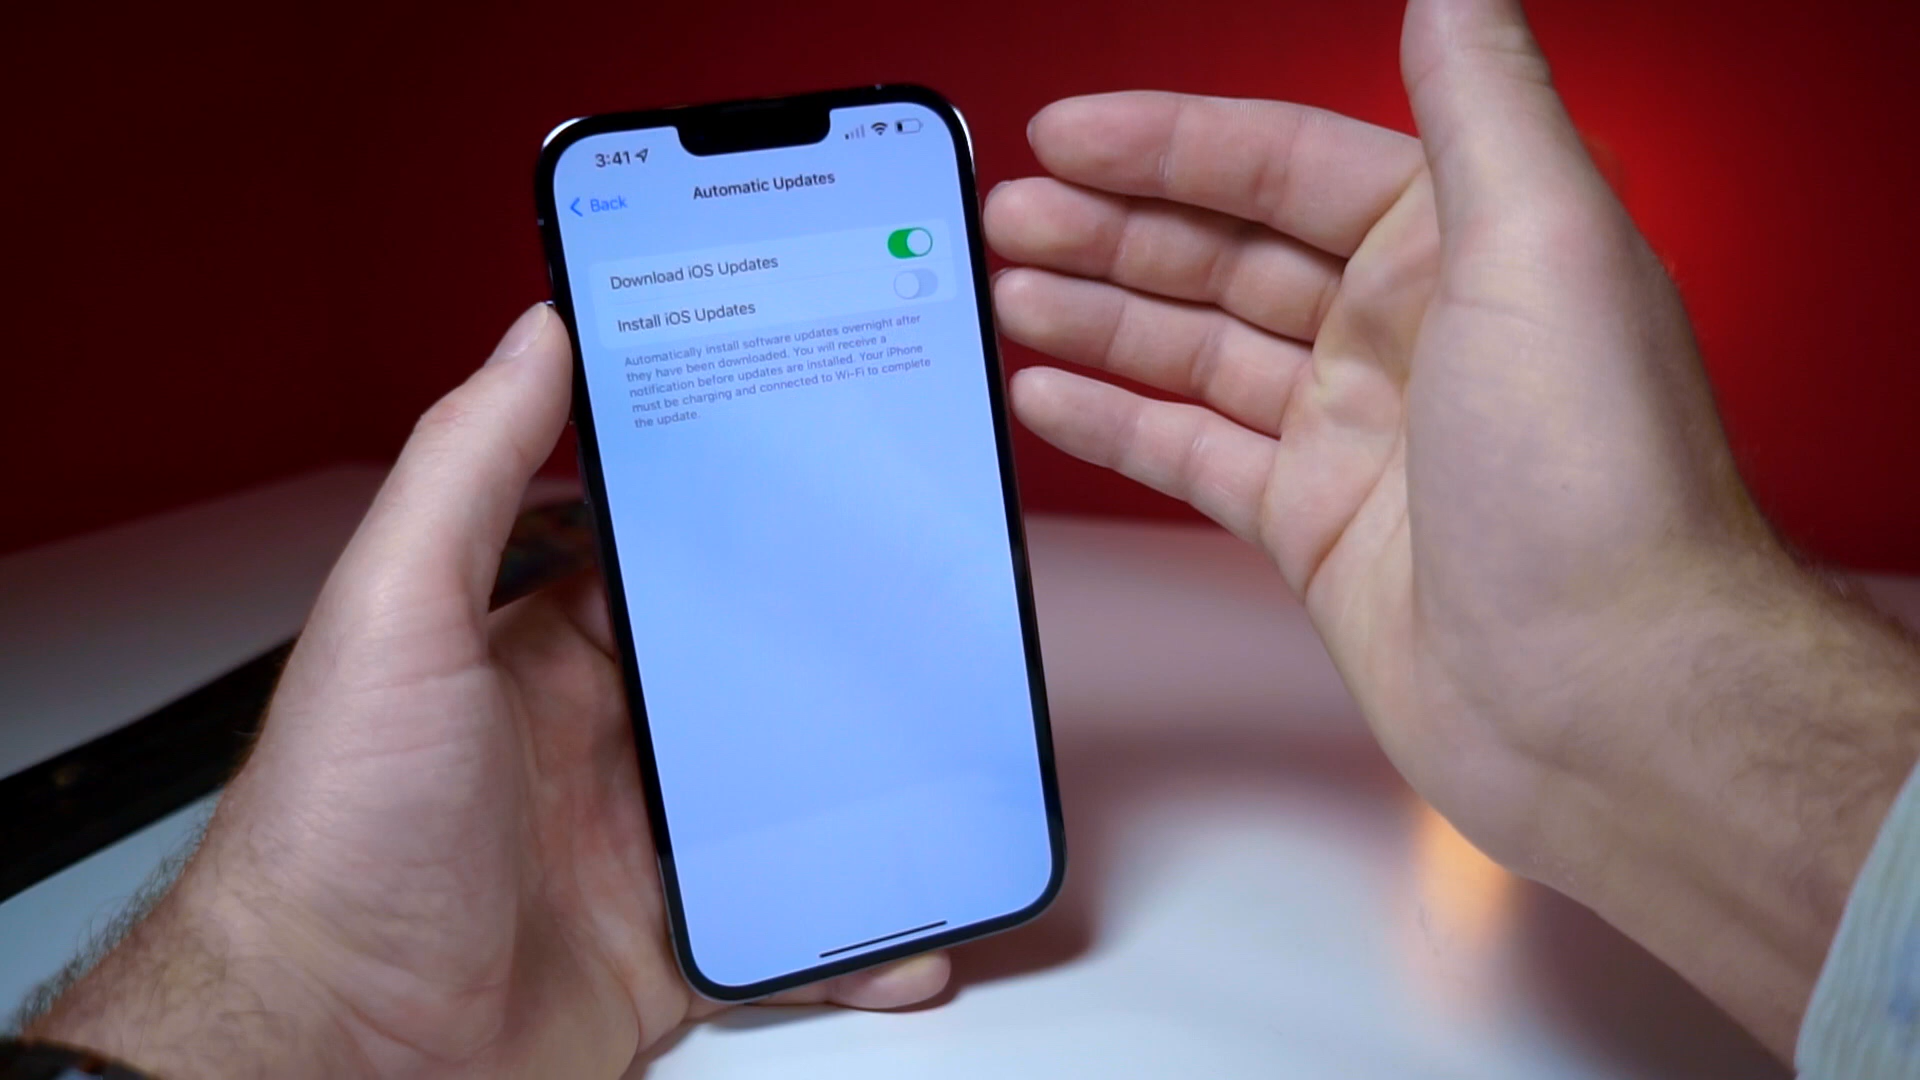 3:41
Back
Automatic Updates
Download iOS Updates
Install iOS Updates
Automatically install software updates overnight after
they have been downloaded. You will receive a
notification before updates are installed. Your iPhone
must be charging and connected to Wi-Fi to complete
the update.